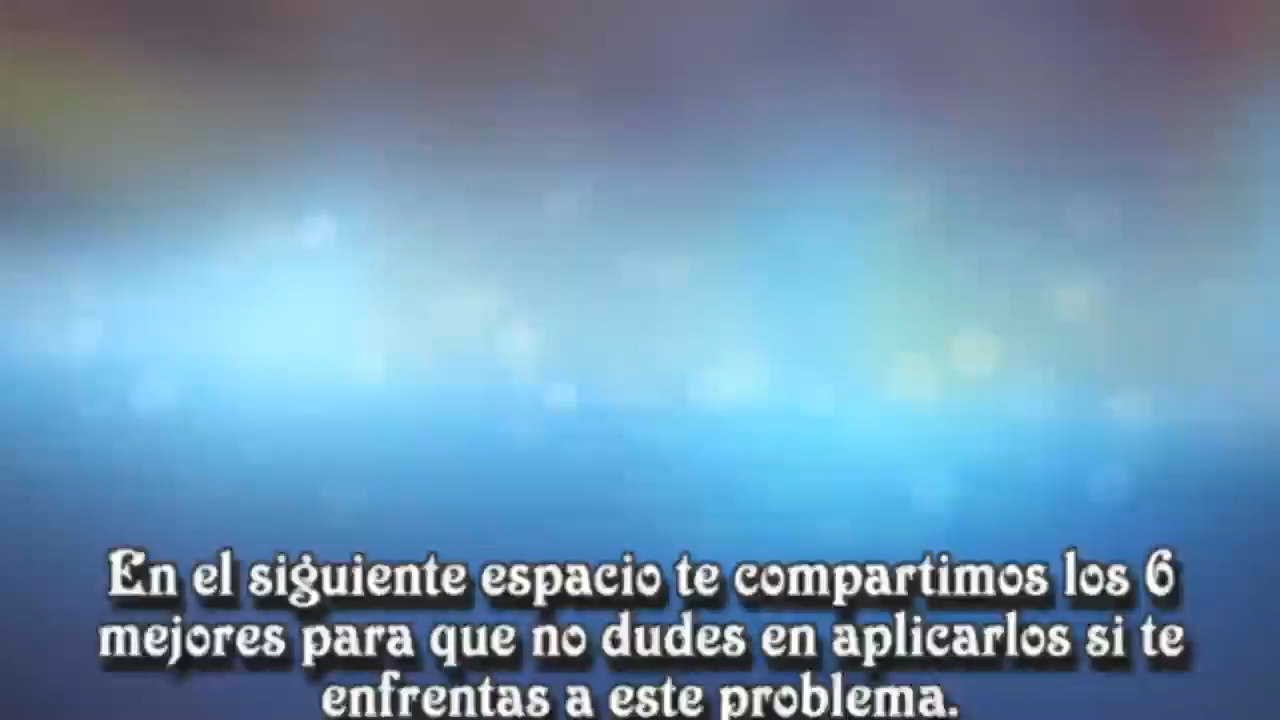 En el siguiente espacio te compartimos los 6
mejores para que no dudes en aplicarlos si te
enfrentas a este problema.